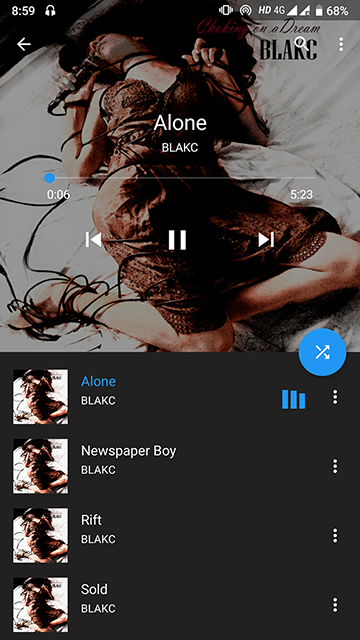 8:59 HD 4G 68%
Choking on a Dream
BLAKC
Alone
BLAKC
0:06 5:23
Alone
BLAKC
Newspaper Boy
BLAKC
Rift
BLAKC
Sold
BLAKC